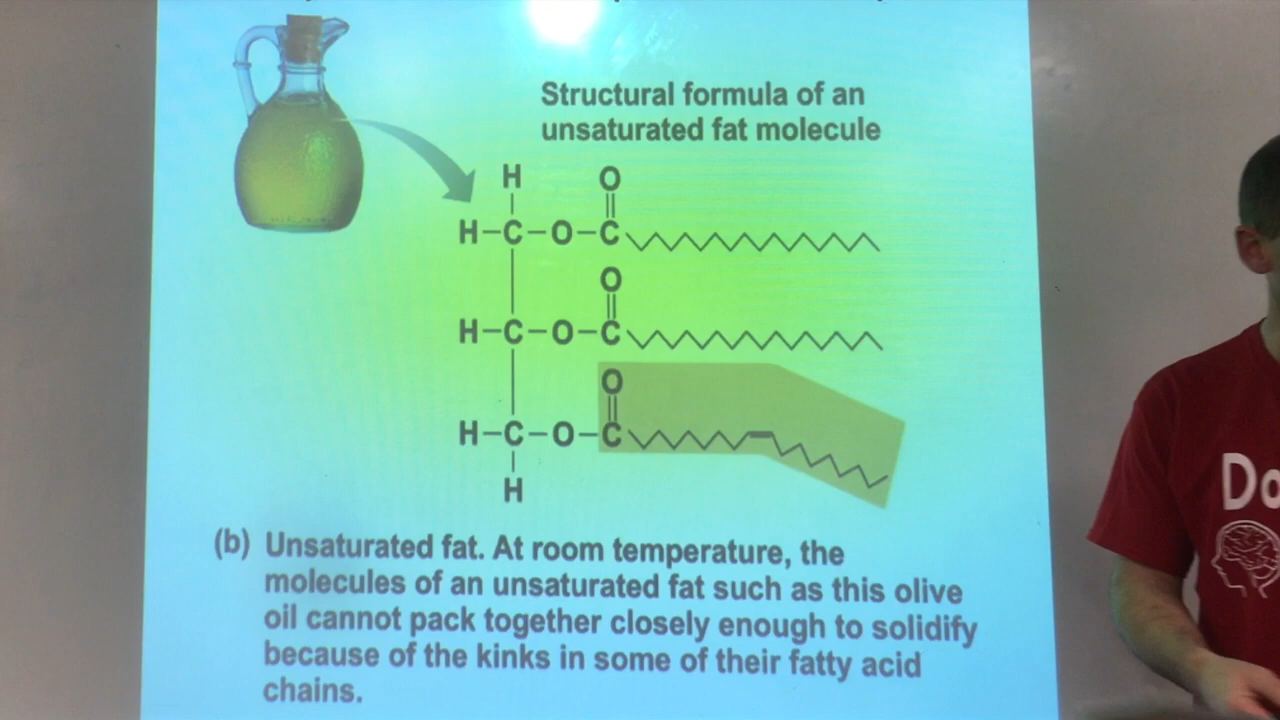 Structural formula of an
unsaturated fat molecule
H O
H-C-O-C
O
H-C-O-C
O
H-C-O-C
H
(b) Unsaturated fat. At room temperature, the
molecules of an unsaturated fat such as this olive
oil cannot pack together closely enough to solidify
because of the kinks in some of their fatty acid
chains.
Do